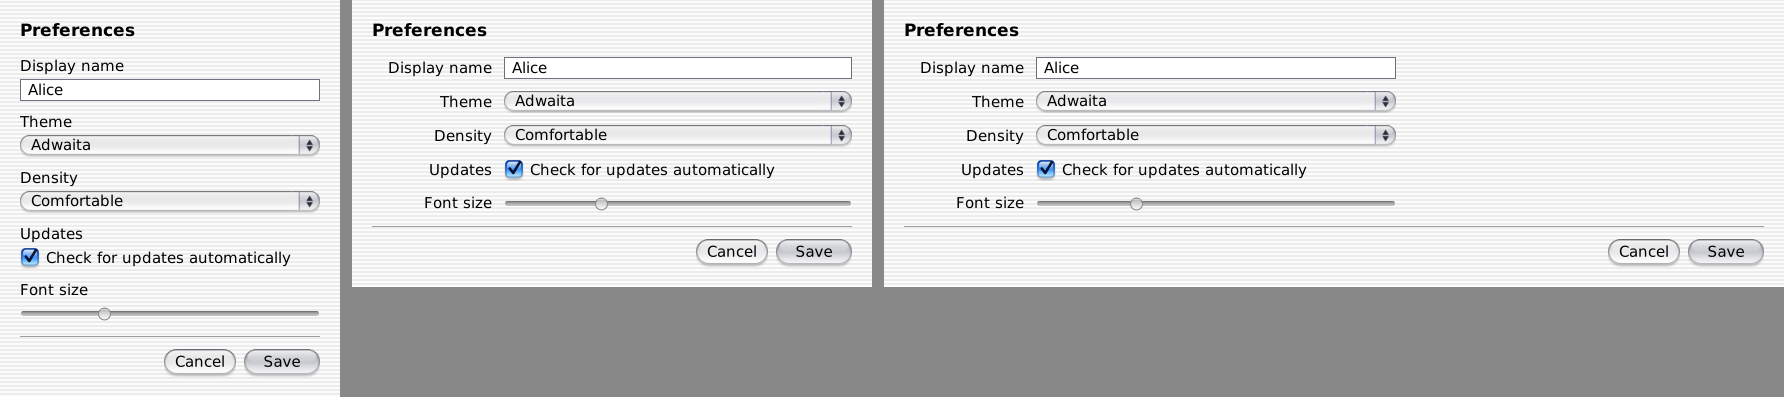 Preferences
Display name
Alice
Theme
Adwaita
Density
Comfortable
Updates
Check for updates automatically
Font size
Cancel Save
Preferences
Display name Alice
Theme Adwaita
Density Comfortable
Updates Check for updates automatically
Font size
Cancel Save
Preferences
Display name Alice
Theme Adwaita
Density Comfortable
Updates Check for updates automatically
Font size
Cancel Save